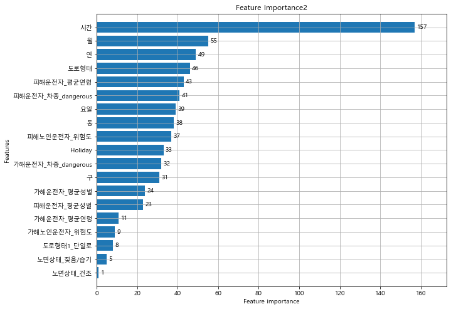 Feature Importance2
Features
시간 157
월 55
연 49
도로형태 46
피해운전자_평균연령 43
피해운전자_차종_dangerous 41
요일 39
동 38
피해노인운전자_위험도 37
Holiday 33
가해운전자_차종_dangerous 32
구 31
가해운전자_평균성별 24
피해운전자_평균성별 23
가해운전자_평균연령 11
가해노인운전자_위험도 9
도로형태1_단일로 8
노면상태_젖음/습기 5
노면상태_건조 1
0 20 40 60 80 100 120 140 160
Feature importance